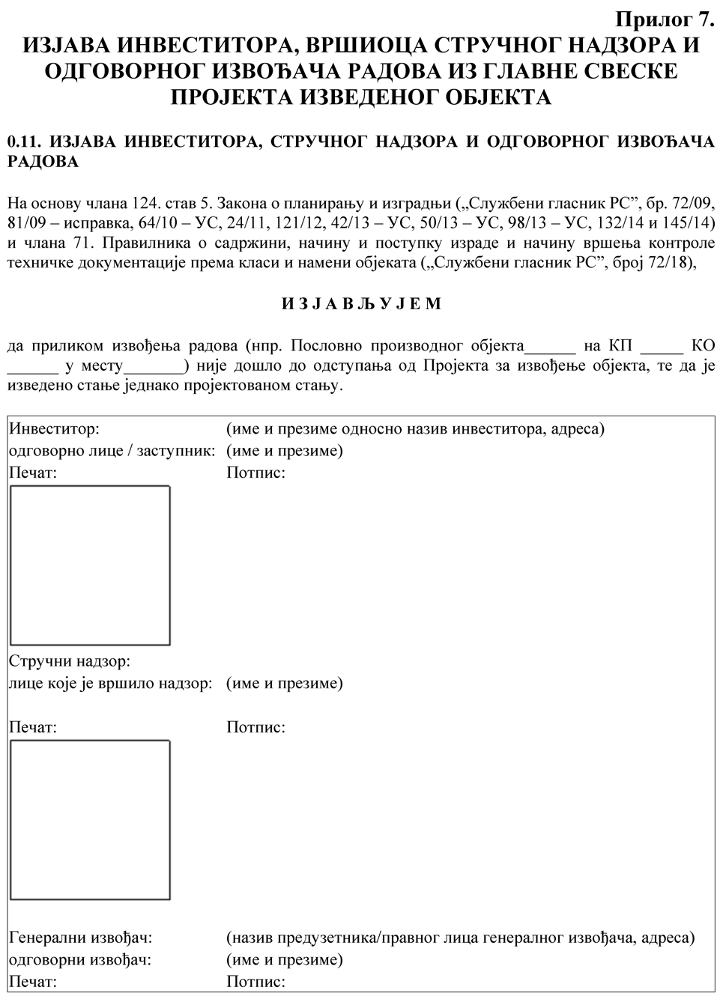 Прилог 7.
ИЗЈАВА ИНВЕСТИТОРА, ВРШИОЦА СТРУЧНОГ НАДЗОРА И
ОДГОВОРНОГ ИЗВОЂАЧА РАДОВА ИЗ ГЛАВНЕ СВЕСКЕ
ПРОЈЕКТА ИЗВЕДЕНОГ ОБЈЕКТА
0.11. ИЗЈАВА ИНВЕСТИТОРА, СТРУЧНОГ НАДЗОРА И ОДГОВОРНОГ ИЗВОЂАЧА
РАДОВА
На основу члана 124. став 5. Закона о планирању и изградњи („Службени гласник РС”, бр. 72/09,
81/09 – исправка, 64/10 – УС, 24/11, 121/12, 42/13 – УС, 50/13 – УС, 98/13 – УС, 132/14 и 145/14)
и члана 71. Правилника о садржини, начину и поступку израде и начину вршења контроле
техничке документације према класи и намени објеката („Службени гласник РС”, број 72/18),
И З Ј А В Љ У Ј Е М
да приликом извођења радова (нпр. Пословно производног објекта______ на КП _____ КО
______ у месту_______) није дошло до одступања од Пројекта за извођење објекта, те да је
изведено стање једнако пројектованом стању.
Инвеститор: (име и презиме односно назив инвеститора, адреса)
одговорно лице / заступник: (име и презиме)
Печат: Потпис:
Стручни надзор:
лице које је вршило надзор: (име и презиме)
Печат: Потпис:
Генерални извођач: (назив предузетника/правног лица генералног извођача, адреса)
одговорни извођач: (име и презиме)
Печат: Потпис: